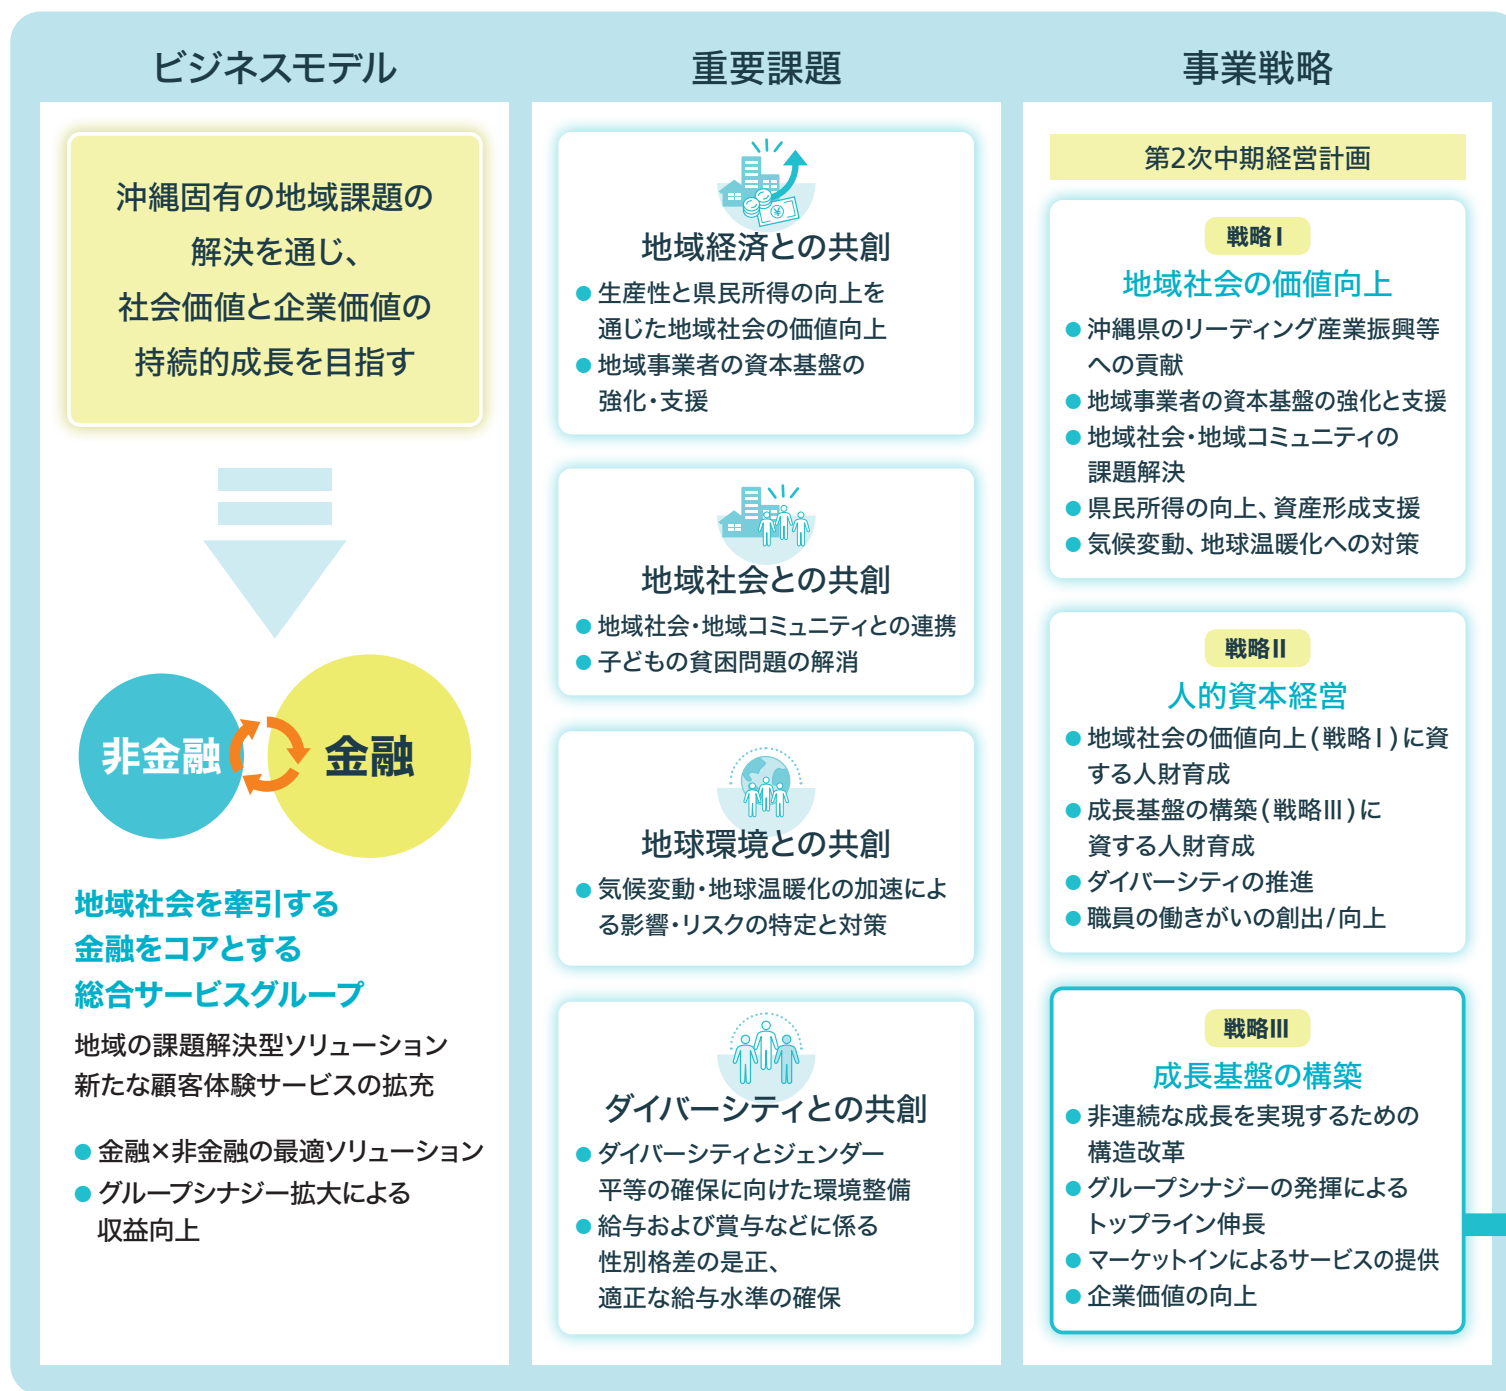 ビジネスモデル
沖縄固有の地域課題の
解決を通じ、
社会価値と企業価値の
持続的成長を目指す
非金融
金融
地域社会を牽引する
金融をコアとする
総合サービスグループ
地域の課題解決型ソリューション
新たな顧客体験サービスの拡充
●金融×非金融の最適ソリューション
●グループシナジー拡大による
収益向上
重要課題
地域経済との共創
●生産性と県民所得の向上を
通じた地域社会の価値向上
●地域事業者の資本基盤の
強化・支援
地域社会との共創
●地域社会・地域コミュニティとの連携
●子どもの貧困問題の解消
地球環境との共創
●気候変動・地球温暖化の加速によ
る影響・リスクの特定と対策
ダイバーシティとの共創
●ダイバーシティとジェンダー
平等の確保に向けた環境整備
●給与および賞与などに係る
性別格差の是正、
適正な給与水準の確保
事業戦略
第2次中期経営計画
戦略Ⅰ
地域社会の価値向上
●沖縄県のリーディング産業振興等
への貢献
●地域事業者の資本基盤の強化と支援
●地域社会・地域コミュニティの
課題解決
●県民所得の向上、資産形成支援
●気候変動、地球温暖化への対策
戦略Ⅱ
人的資本経営
●地域社会の価値向上(戦略Ⅰ)に資
する人財育成
●成長基盤の構築(戦略Ⅲ)に
資する人財育成
●ダイバーシティの推進
●職員の働きがいの創出/向上
戦略Ⅲ
成長基盤の構築
●非連続な成長を実現するための
構造改革
●グループシナジーの発揮による
トップライン伸長
●マーケットインによるサービスの提供
●企業価値の向上